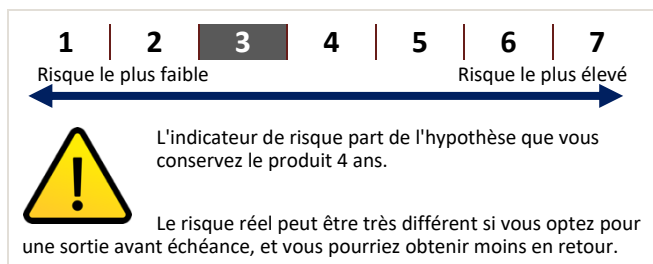 1 2 3 4 5 6 7
Risque le plus faible Risque le plus élevé
L'indicateur de risque part de l'hypothèse que vous
conservez le produit 4 ans.
Le risque réel peut être très différent si vous optez pour
une sortie avant échéance, et vous pourriez obtenir moins en retour.